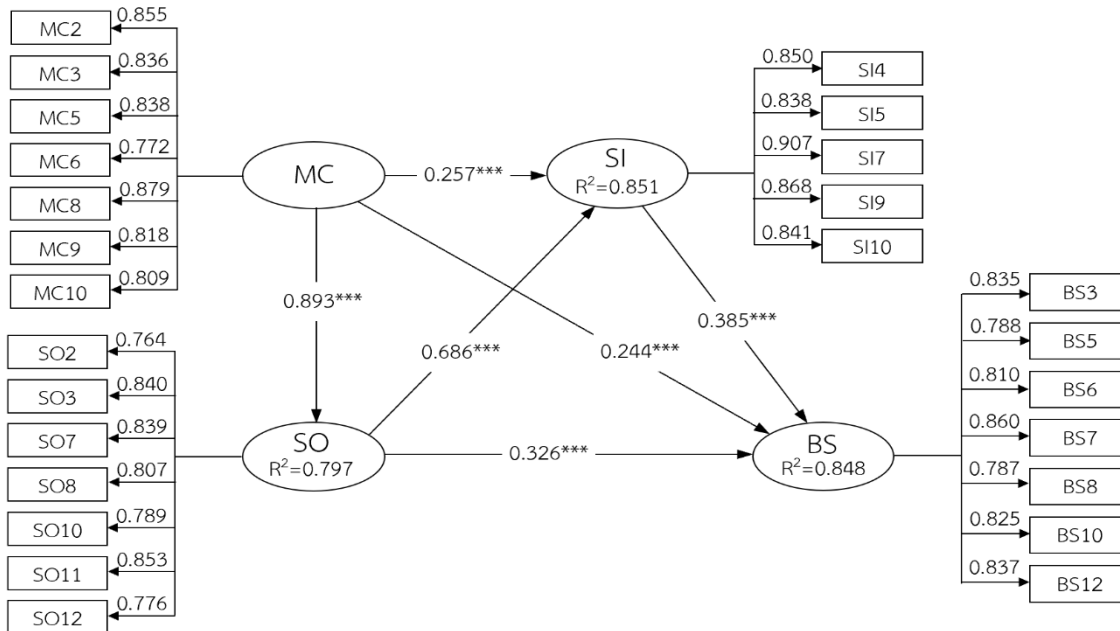 MC2
0.855
MC3
0.836
MC5
0.838
MC6
0.772
MC8
0.879
MC9
0.818
MC10
0.809
SO2
0.764
SO3
0.840
SO7
0.839
SO8
0.807
SO10
0.789
SO11
0.853
SO12
0.776
MC
0.257***
0.893***
0.686***
0.244***
0.385***
0.326***
SI
R²=0.851
SO
R²=0.797
BS
R²=0.848
0.850
SI4
0.838
SI5
0.907
SI7
0.868
SI9
0.841
SI10
0.835
BS3
0.788
BS5
0.810
BS6
0.860
BS7
0.787
BS8
0.825
BS10
0.837
BS12